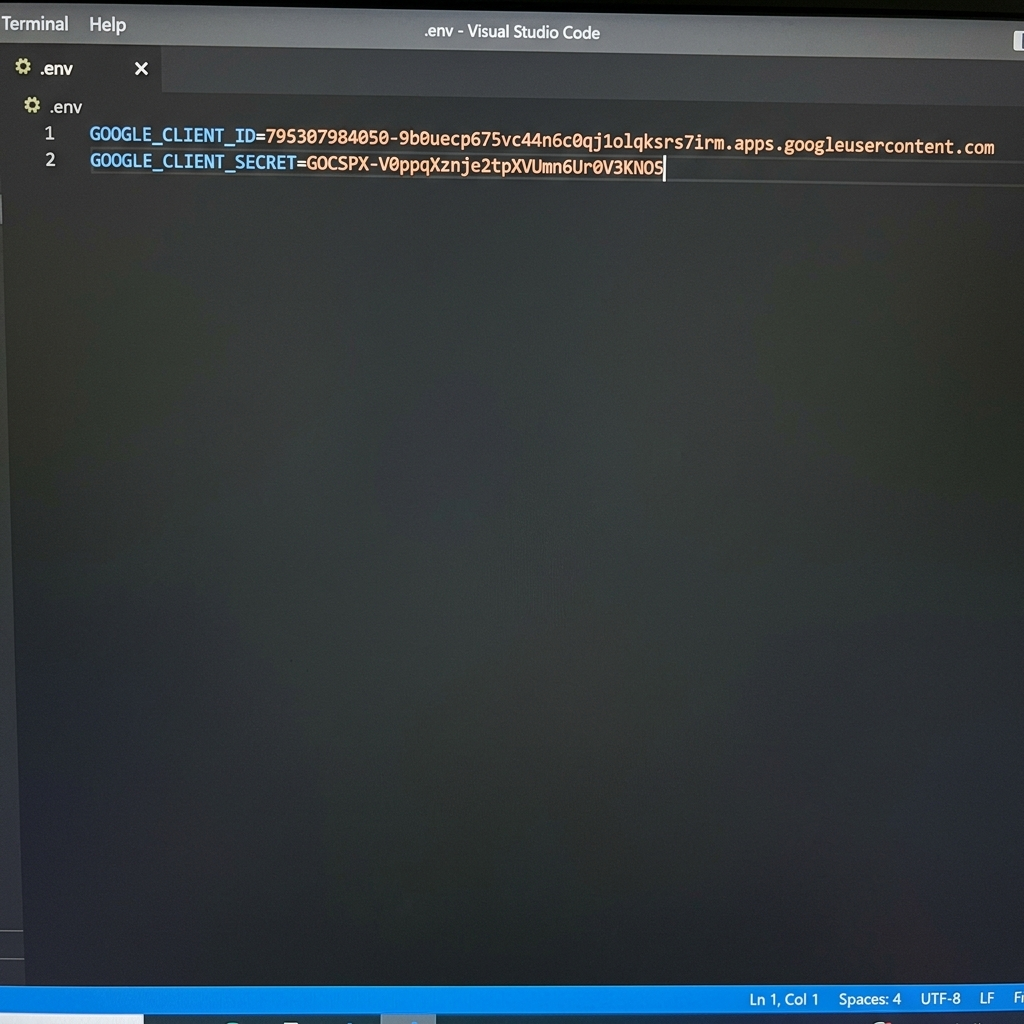 Terminal Help
.env - Visual Studio Code
.env
.env
1 GOOGLE_CLIENT_ID=795307984050-9b0uecp675vc44n6c0qj1olqksrs7irm.apps.googleusercontent.com
2 GOOGLE_CLIENT_SECRET=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
Ln 1, Col 1 Spaces: 4 UTF-8 LF